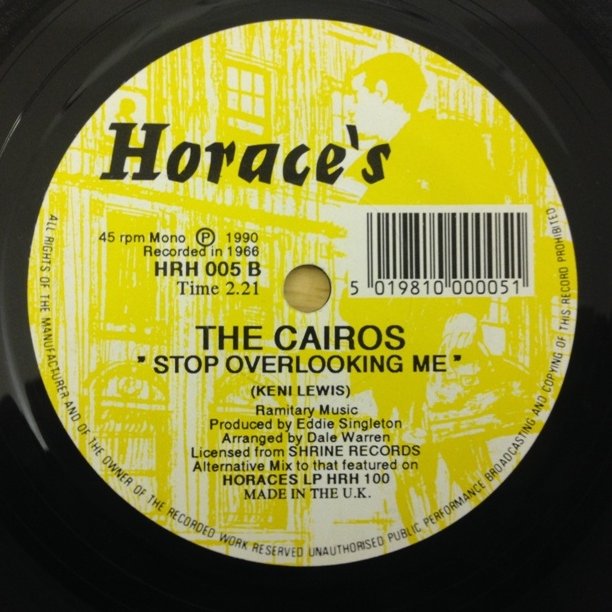 Horace's
45 rpm Mono Ⓟ 1990
Recorded in 1966
HRH 005 B
Time 2.21
5 019810 000051
THE CAIROS
"STOP OVERLOOKING ME"
(KENI LEWIS)
Ramitary Music
Produced by Eddie Singleton
Arranged by Dale Warren
Licensed from SHRINE RECORDS
Alternative Mix to that featured on
HORACES LP HRH 100
MADE IN THE U.K.
ALL RIGHTS OF THE MANUFACTURER AND OF THE OWNER OF THE RECORDED WORK RESERVED UNAUTHORISED PUBLIC PERFORMANCE BROADCASTING AND COPYING OF THIS RECORD PROHIBITED